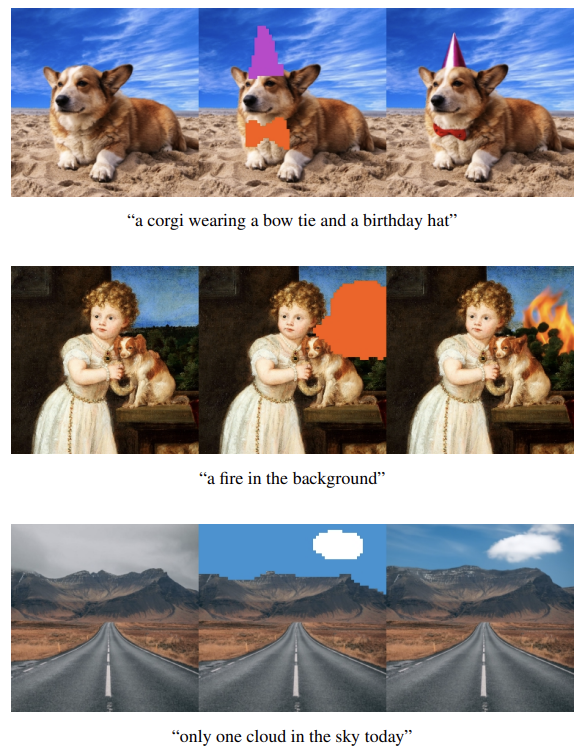 “a corgi wearing a bow tie and a birthday hat”
“a fire in the background”
“only one cloud in the sky today”